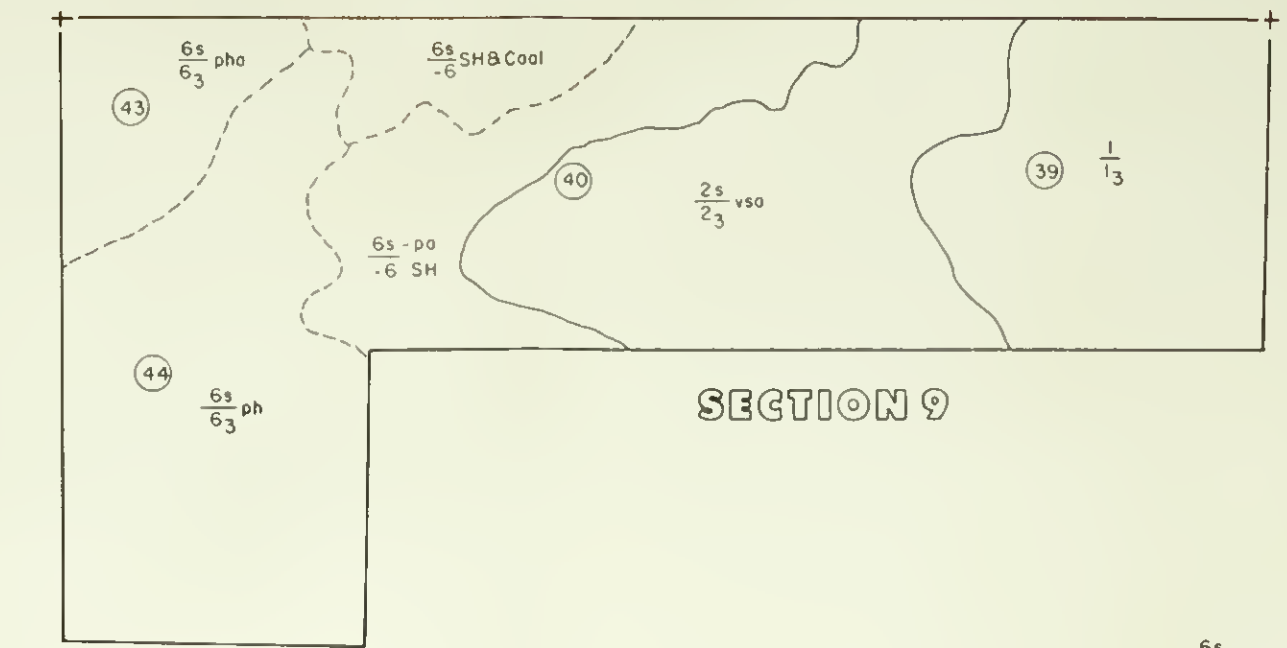 6s
6₃ pha
6s
-6 SH & Coal
43
40
39
1
1₃
2s
2₃ vsa
6s -pa
-6 SH
44
6s
6₃ ph
SECTION 9
6s